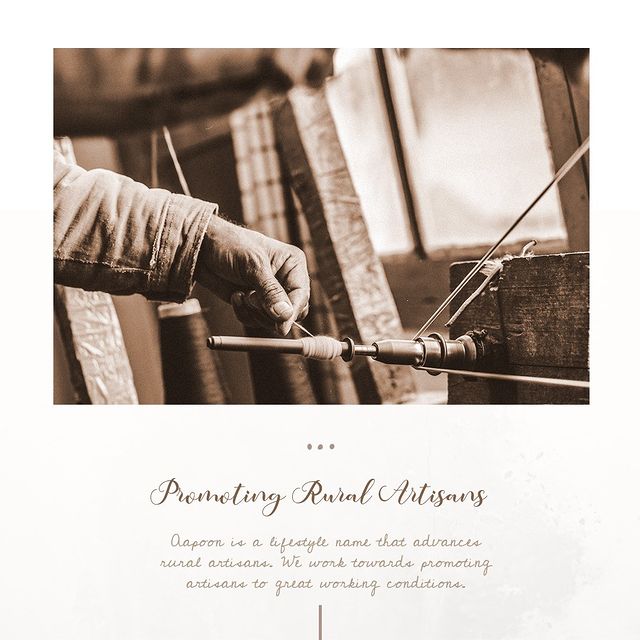 Promoting Rural Artisans
Aapoon is a lifestyle name that advances
rural artisans. We work towards promoting
artisans to great working conditions.